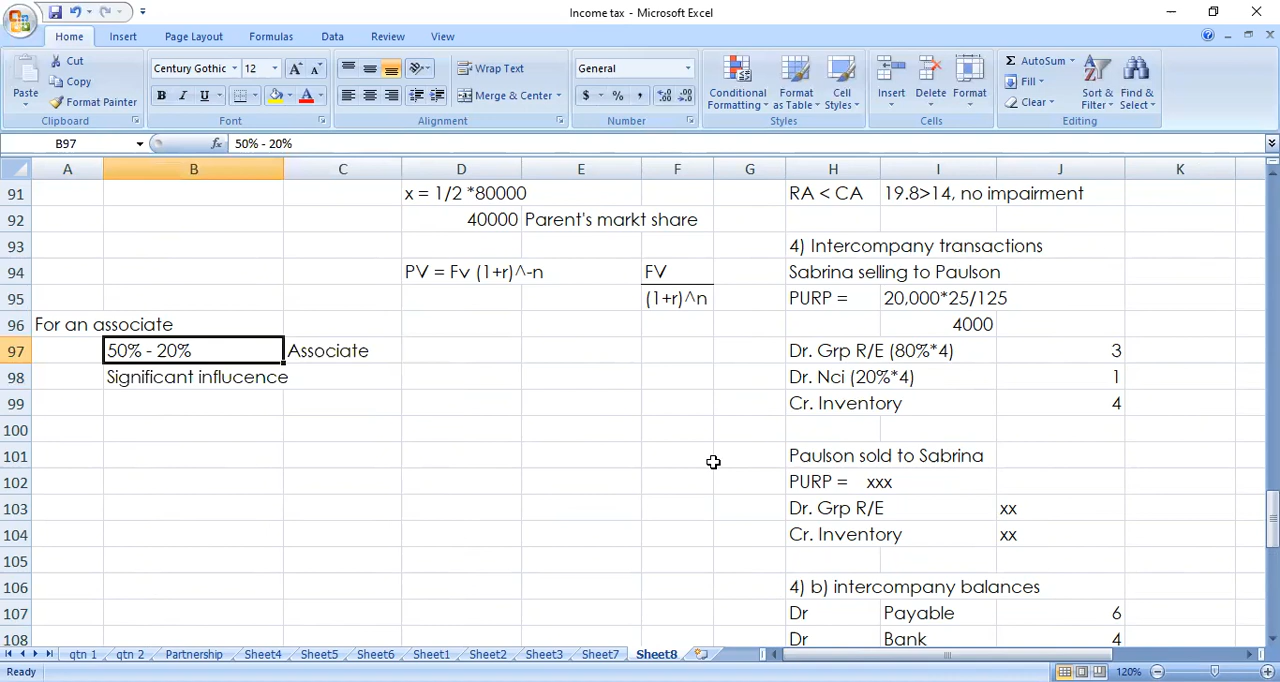 Income tax - Microsoft Excel
Home Insert Page Layout Formulas Data Review View
Paste
Cut
Copy
Format Painter
Clipboard
Century Gothic 12
B I U
Font
Wrap Text
Merge & Center
Alignment
General
$ % ,
Number
Conditional Formatting
Format as Table
Cell Styles
Styles
Insert Delete Format
Cells
AutoSum
Fill
Clear
Sort & Filter
Find & Select
Editing
B97 fx 50% - 20%
A B C D E F G H I J K
91 x = 1/2 *80000 RA < CA 19.8>14, no impairment
92 40000 Parent's markt share
93 4) Intercompany transactions
94 PV = Fv (1+r)^-n FV Sabrina selling to Paulson
95 (1+r)^n PURP = 20,000*25/125
96 For an associate 4000
97 50% - 20% Associate Dr. Grp R/E (80%*4) 3
98 Significant influcence Dr. Nci (20%*4) 1
99 Cr. Inventory 4
100
101 Paulson sold to Sabrina
102 PURP = xxx
103 Dr. Grp R/E xx
104 Cr. Inventory xx
105
106 4) b) intercompany balances
107 Dr Payable 6
108 Dr Bank 4
qtn 1 qtn 2 Partnership Sheet4 Sheet5 Sheet6 Sheet1 Sheet2 Sheet3 Sheet7 Sheet8
Ready 120%